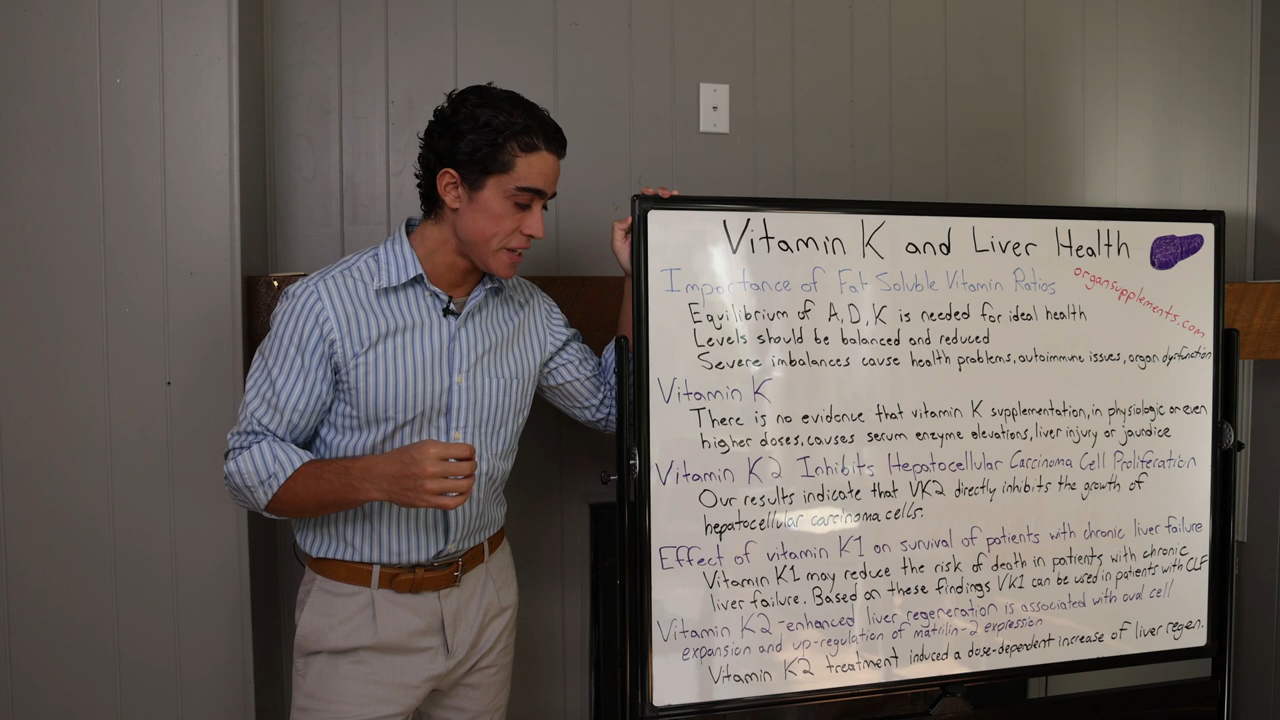 Vitamin K and Liver Health
organsupplements.com
Importance of Fat Soluble Vitamin Ratios
Equilibrium of A, D, K is needed for ideal health
Levels should be balanced and reduced
Severe imbalances cause health problems, autoimmune issues, organ dysfunction
Vitamin K
There is no evidence that vitamin K supplementation, in physiologic or even
higher doses, causes serum enzyme elevations, liver injury or jaundice
Vitamin K2 Inhibits Hepatocellular Carcinoma Cell Proliferation
Our results indicate that VK2 directly inhibits the growth of
hepatocellular carcinoma cells.
Effect of vitamin K1 on survival of patients with chronic liver failure
Vitamin K1 may reduce the risk of death in patients with chronic
liver failure. Based on these findings VK1 can be used in patients with CLF
Vitamin K2-enhanced liver regeneration is associated with oval cell
expansion and up-regulation of matrilin-2 expression
Vitamin K2 treatment induced a dose-dependent increase of liver regen.